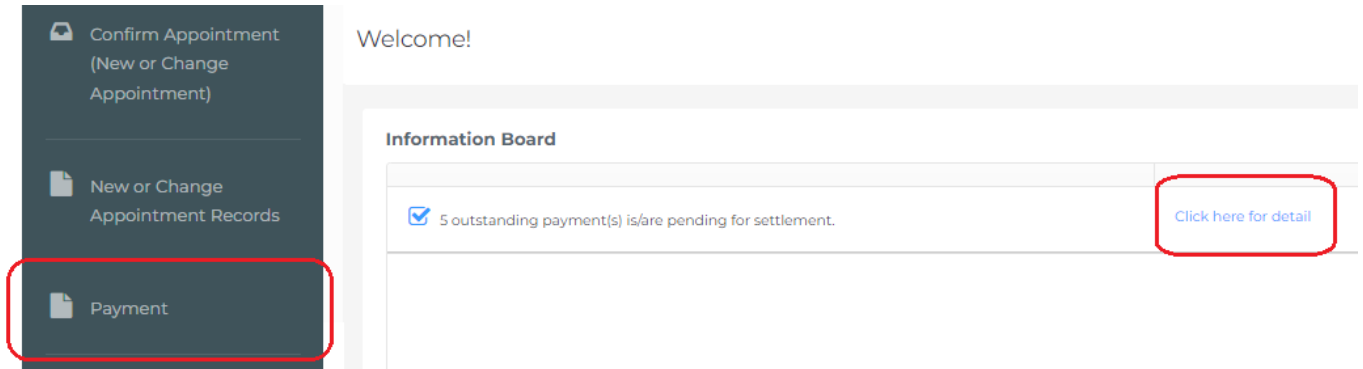 Confirm Appointment
(New or Change
Appointment)
New or Change
Appointment Records
Payment
Welcome!
Information Board
5 outstanding payment(s) is/are pending for settlement.
Click here for detail